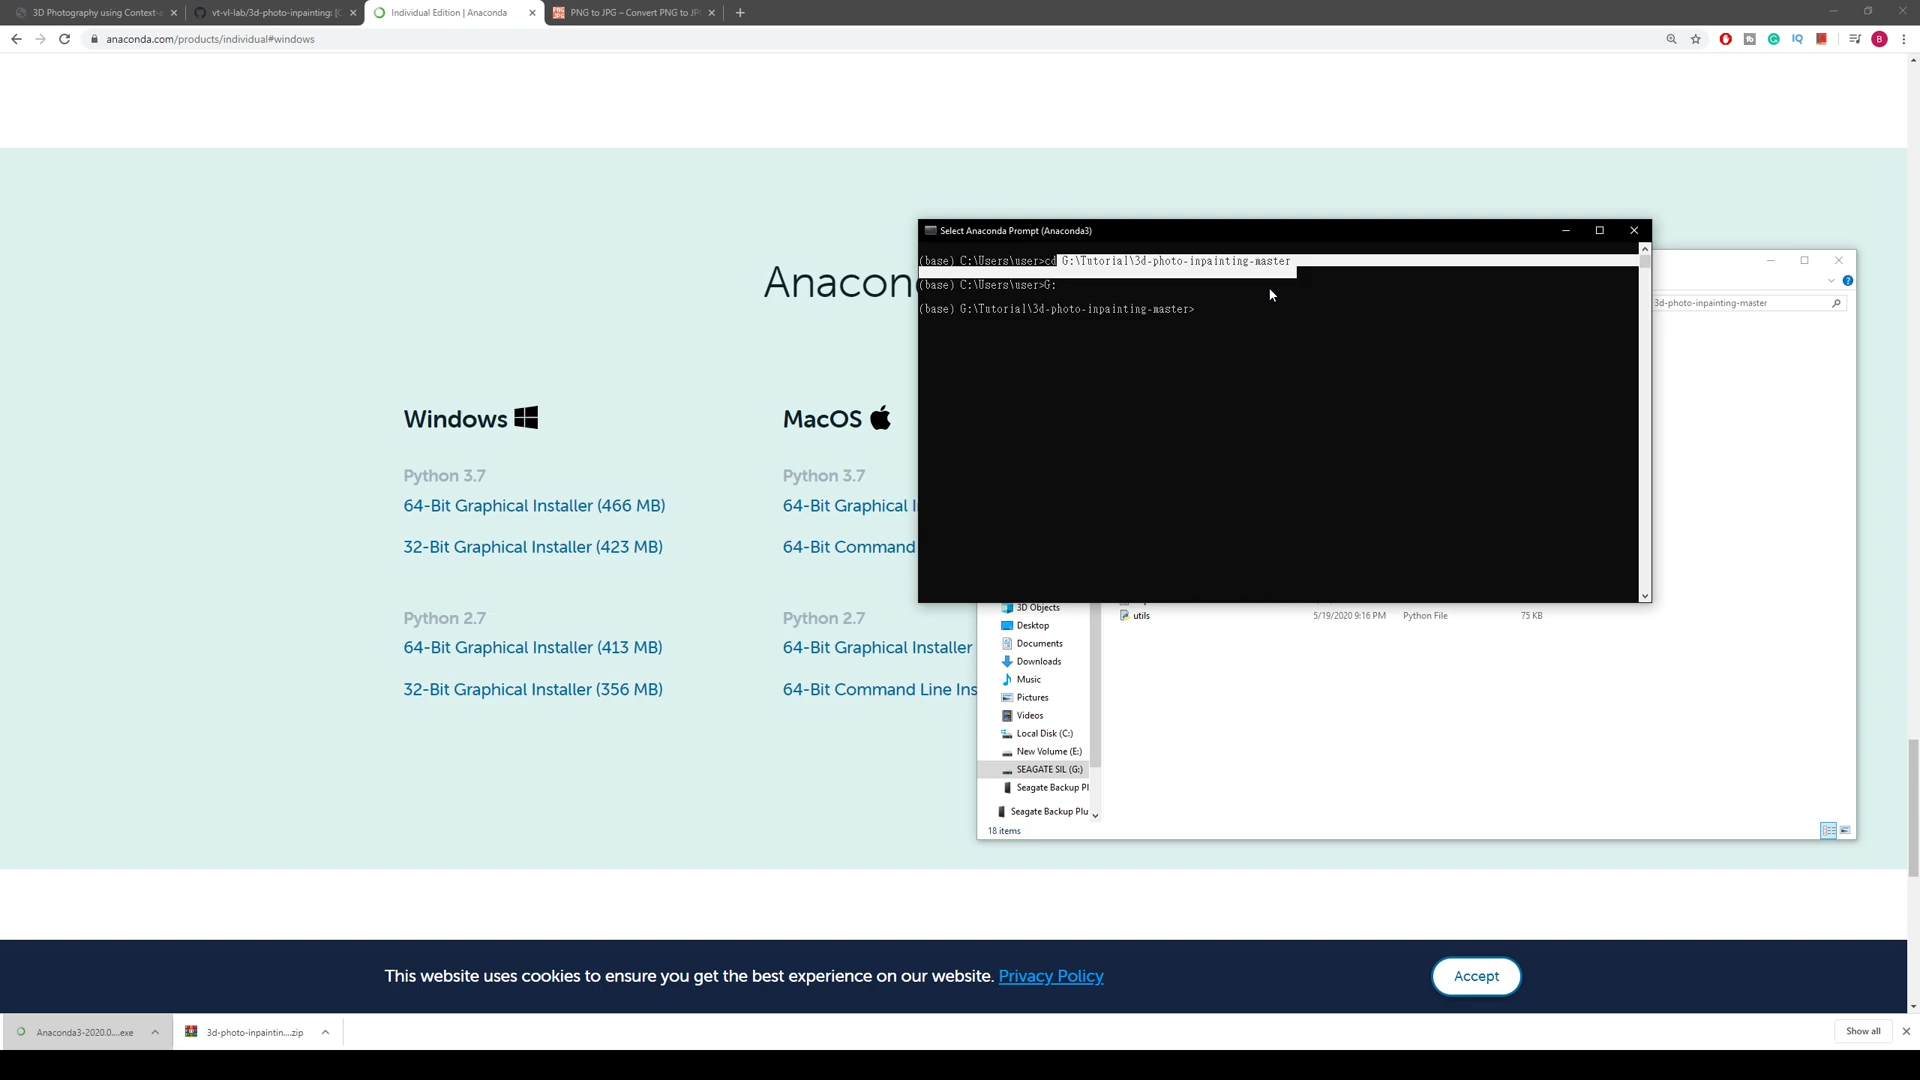 3D Photography using Context-
vt-vl-lab/3d-photo-inpainting: [C
Individual Edition | Anaconda
PNG to JPG – Convert PNG to JP
anaconda.com/products/individual#windows
Select Anaconda Prompt (Anaconda3)
(base) C:\Users\user>cd G:\Tutorial\3d-photo-inpainting-master
(base) C:\Users\user>G:
(base) G:\Tutorial\3d-photo-inpainting-master>
3d-photo-inpainting-master
Anacon
Windows
Python 3.7
64-Bit Graphical Installer (466 MB)
32-Bit Graphical Installer (423 MB)
Python 2.7
64-Bit Graphical Installer (413 MB)
32-Bit Graphical Installer (356 MB)
MacOS
Python 3.7
64-Bit Graphical I
64-Bit Command
Python 2.7
64-Bit Graphical Installer
64-Bit Command Line Ins
3D Objects
Desktop
Documents
Downloads
Music
Pictures
Videos
Local Disk (C:)
New Volume (E:)
SEAGATE SIL (G:)
Seagate Backup Pl
Seagate Backup Plu
utils 5/19/2020 9:16 PM Python File 75 KB
18 items
This website uses cookies to ensure you get the best experience on our website. Privacy Policy
Accept
Anaconda3-2020.0....exe
3d-photo-inpaintin....zip
Show all